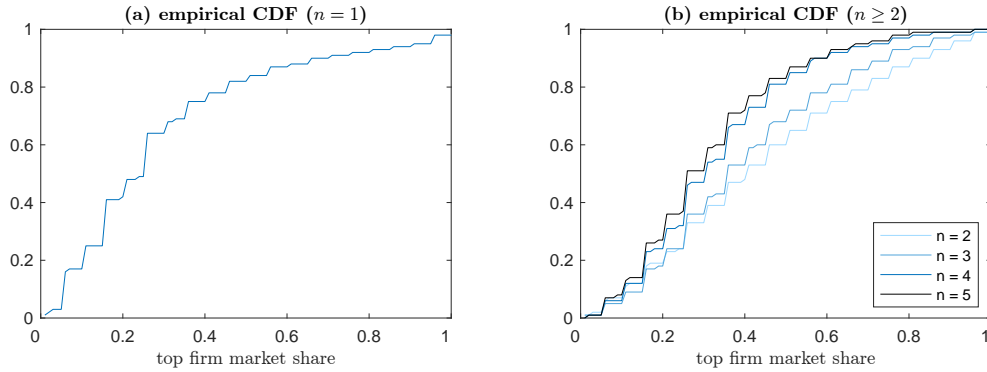 (a) empirical CDF (n = 1)
1
0.8
0.6
0.4
0.2
0
0 0.2 0.4 0.6 0.8 1
top firm market share
(b) empirical CDF (n ≥ 2)
1
0.8
0.6
0.4
0.2
0
n = 2
n = 3
n = 4
n = 5
0 0.2 0.4 0.6 0.8 1
top firm market share